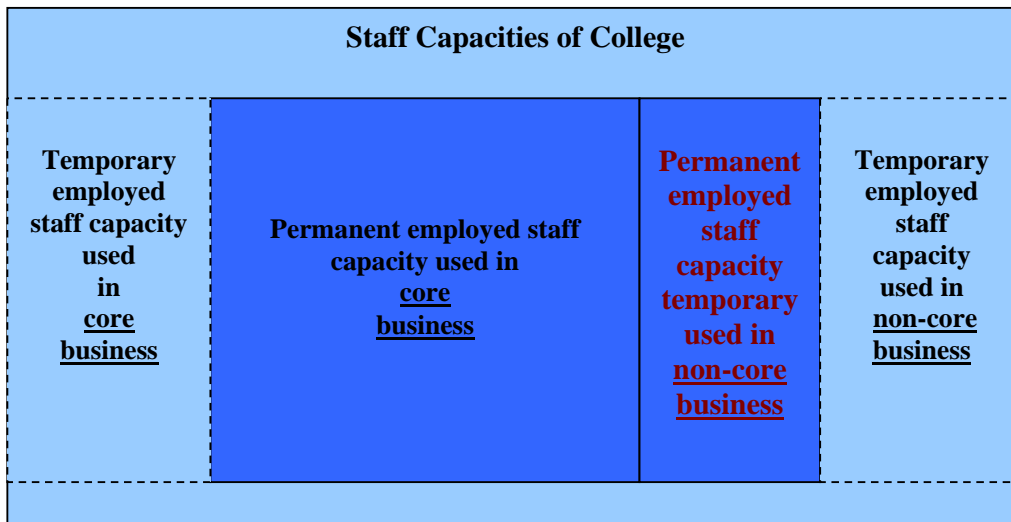 Staff Capacities of College
Temporary
employed
staff capacity
used
in
core
business
Permanent employed staff
capacity used in
core
business
Permanent
employed
staff
capacity
temporary
used in
non-core
business
Temporary
employed
staff
capacity
used in
non-core
business